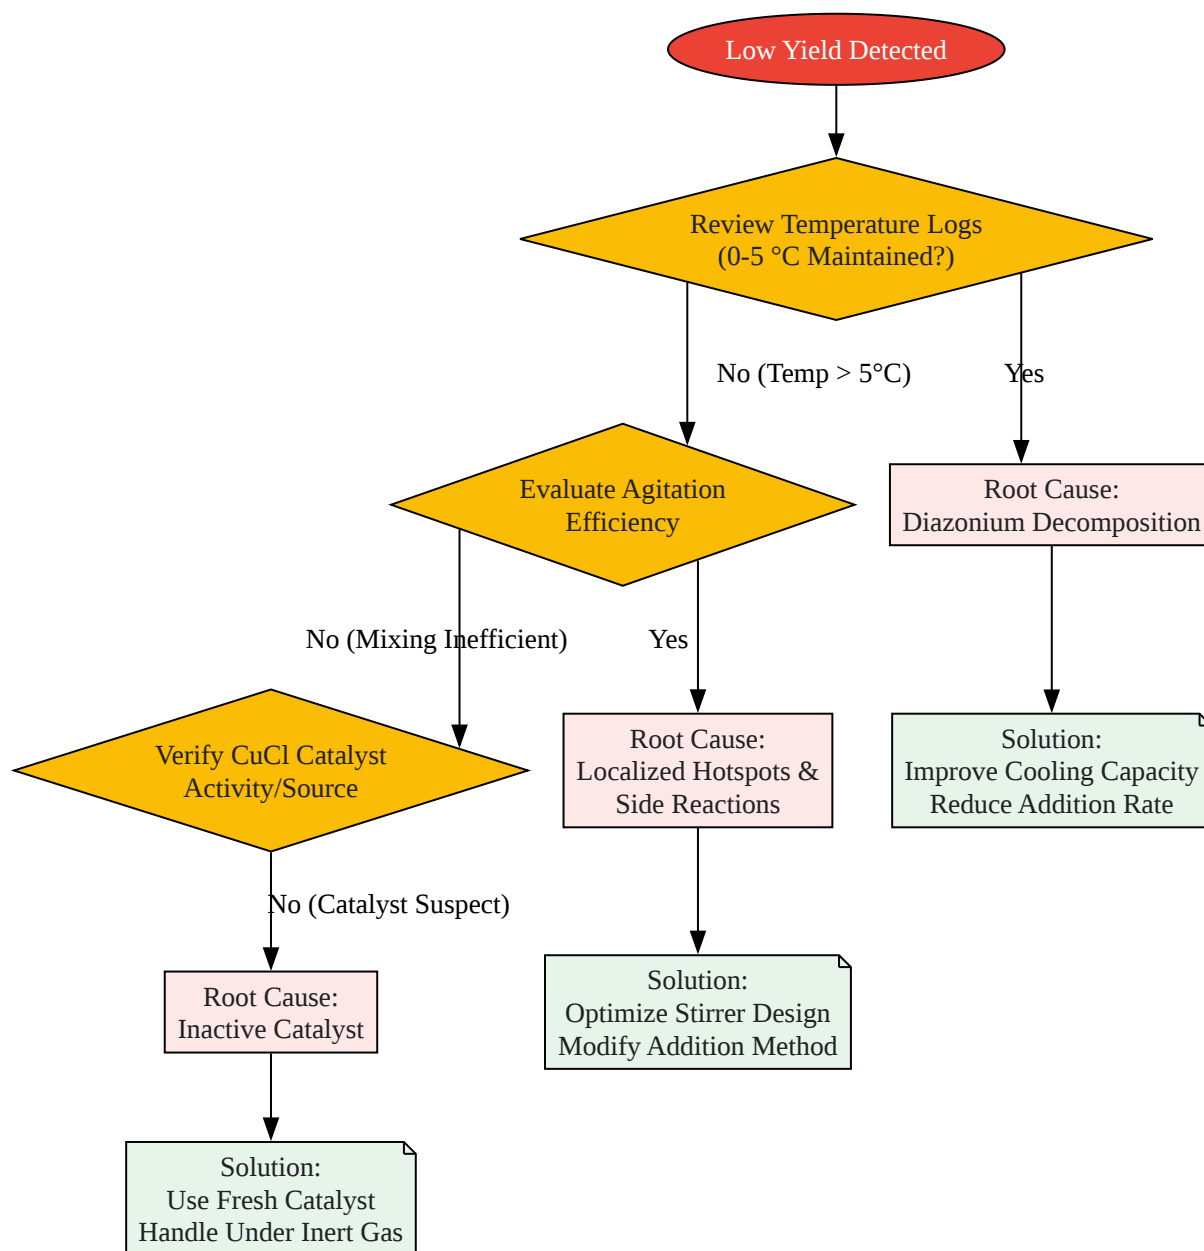 Low Yield Detected
Review Temperature Logs
(0-5 °C Maintained?)
No (Temp > 5°C)
Yes
Evaluate Agitation
Efficiency
Root Cause:
Diazonium Decomposition
No (Mixing Inefficient)
Yes
Verify CuCl Catalyst
Activity/Source
Root Cause:
Localized Hotspots &
Side Reactions
Solution:
Improve Cooling Capacity
Reduce Addition Rate
No (Catalyst Suspect)
Root Cause:
Inactive Catalyst
Solution:
Optimize Stirrer Design
Modify Addition Method
Solution:
Use Fresh Catalyst
Handle Under Inert Gas